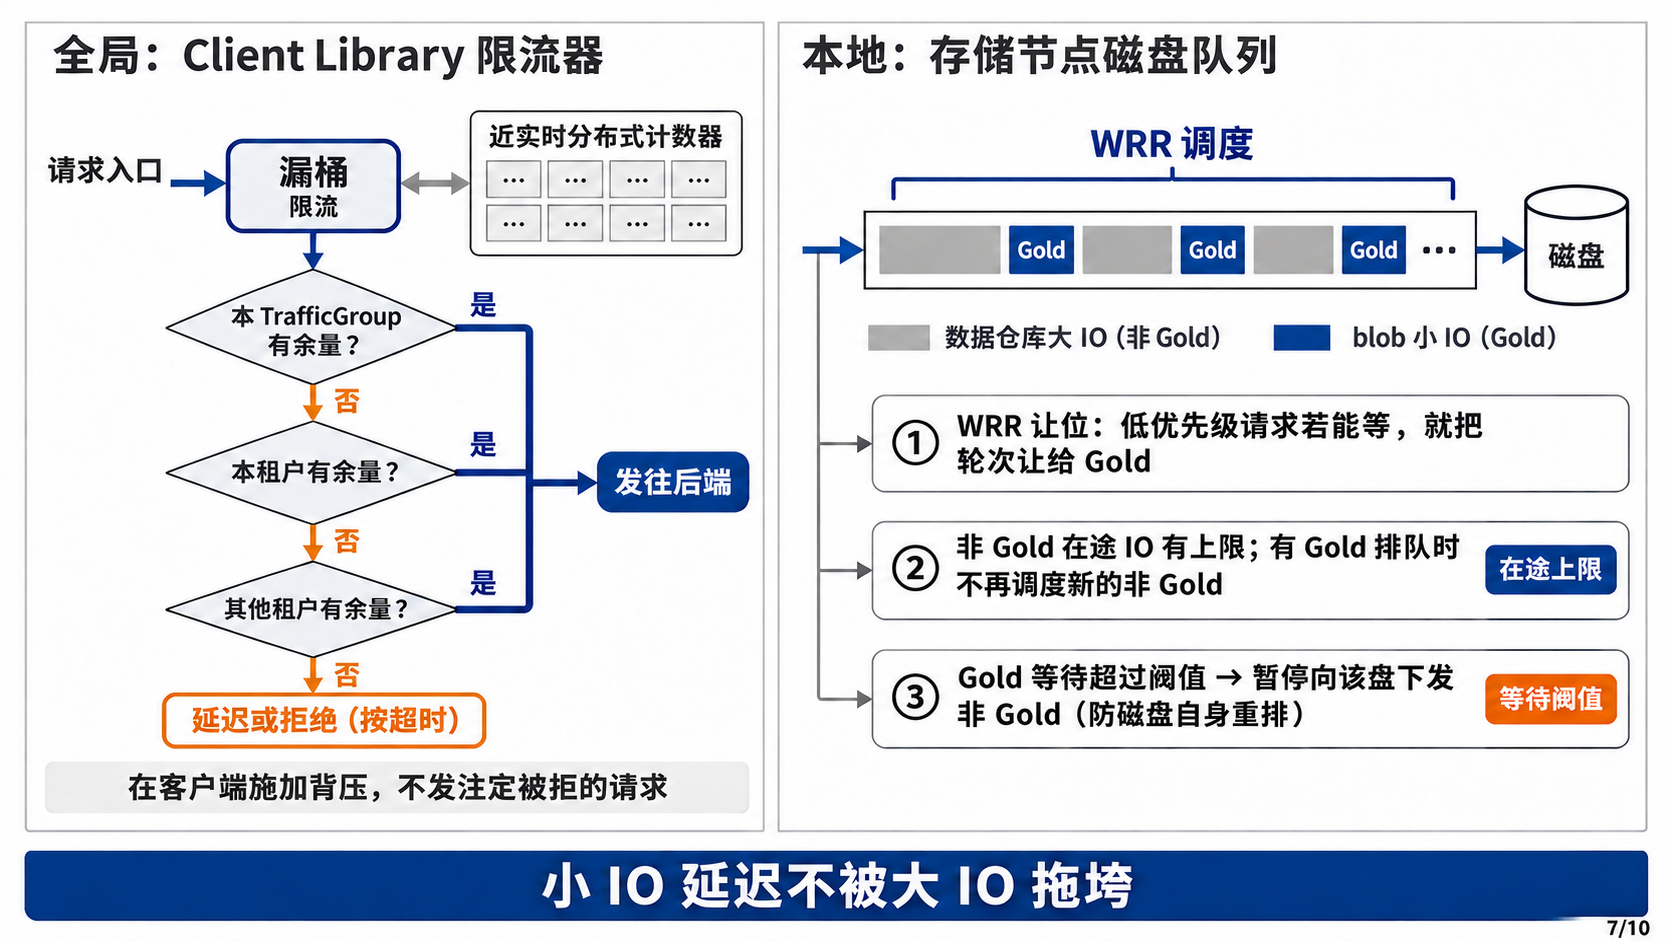 全局：Client Library 限流器
请求入口
漏桶
限流
近实时分布式计数器
... ... ... ...
... ... ... ...
本 TrafficGroup
有余量？
是
否
本租户有余量？
是
否
其他租户有余量？
是
否
发往后端
延迟或拒绝（按超时）
在客户端施加背压，不发注定被拒的请求
本地：存储节点磁盘队列
WRR 调度
Gold Gold Gold ...
磁盘
数据仓库大 IO（非 Gold） blob 小 IO（Gold）
① WRR 让位：低优先级请求若能等，就把
轮次让给 Gold
② 非 Gold 在途 IO 有上限；有 Gold 排队时
不再调度新的非 Gold
在途上限
③ Gold 等待超过阀值 → 暂停向该盘下发
非 Gold（防磁盘自身重排）
等待阀值
小 IO 延迟不被大 IO 拖垮
7/10